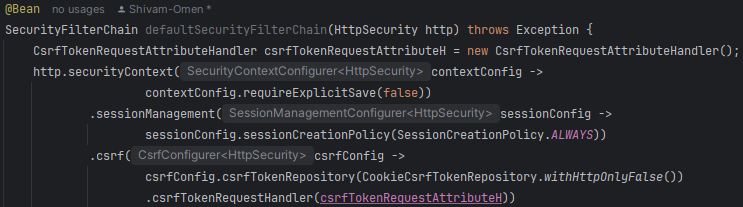 @Bean no usages Shivam-Omen *
SecurityFilterChain defaultSecurityFilterChain(HttpSecurity http) throws Exception {
CsrfTokenRequestAttributeHandler csrfTokenRequestAttributeH = new CsrfTokenRequestAttributeHandler();
http.securityContext( SecurityContextConfigurer<HttpSecurity> contextConfig ->
contextConfig.requireExplicitSave(false))
.sessionManagement( SessionManagementConfigurer<HttpSecurity> sessionConfig ->
sessionConfig.sessionCreationPolicy(SessionCreationPolicy.ALWAYS))
.csrf( CsrfConfigurer<HttpSecurity> csrfConfig ->
csrfConfig.csrfTokenRepository(CookieCsrfTokenRepository.withHttpOnlyFalse())
.csrfTokenRequestHandler(csrfTokenRequestAttributeH))